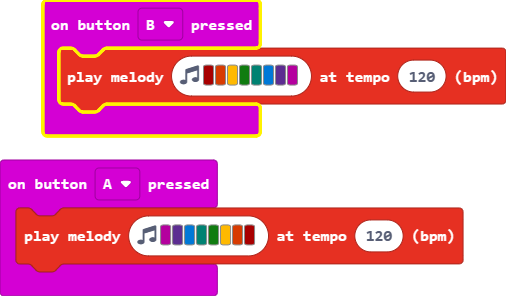 on button B pressed
play melody at tempo 120 (bpm)
on button A pressed
play melody at tempo 120 (bpm)